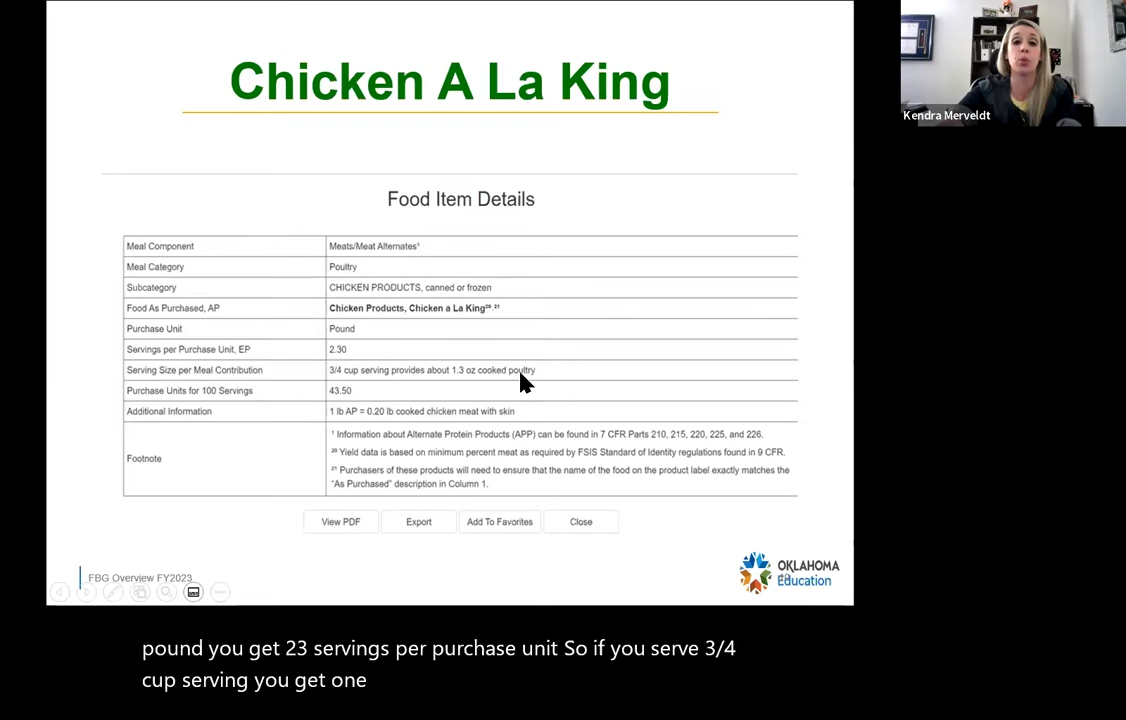 Chicken A La King
Kendra Merveldt
Food Item Details
Meal Component Meats/Meat Alternates¹
Meal Category Poultry
Subcategory CHICKEN PRODUCTS, canned or frozen
Food As Purchased, AP Chicken Products, Chicken a La King²⁰ ²¹
Purchase Unit Pound
Servings per Purchase Unit, EP 2.30
Serving Size per Meal Contribution 3/4 cup serving provides about 1.3 oz cooked poultry
Purchase Units for 100 Servings 43.50
Additional Information 1 lb AP = 0.20 lb cooked chicken meat with skin
Footnote
¹ Information about Alternate Protein Products (APP) can be found in 7 CFR Parts 210, 215, 220, 225, and 226.
²⁰ Yield data is based on minimum percent meat as required by FSIS Standard of Identity regulations found in 9 CFR.
²¹ Purchasers of these products will need to ensure that the name of the food on the product label exactly matches the
"As Purchased" description in Column 1.
View PDF Export Add To Favorites Close
FBG Overview FY2023
OKLAHOMA
Education
pound you get 23 servings per purchase unit So if you serve 3/4
cup serving you get one